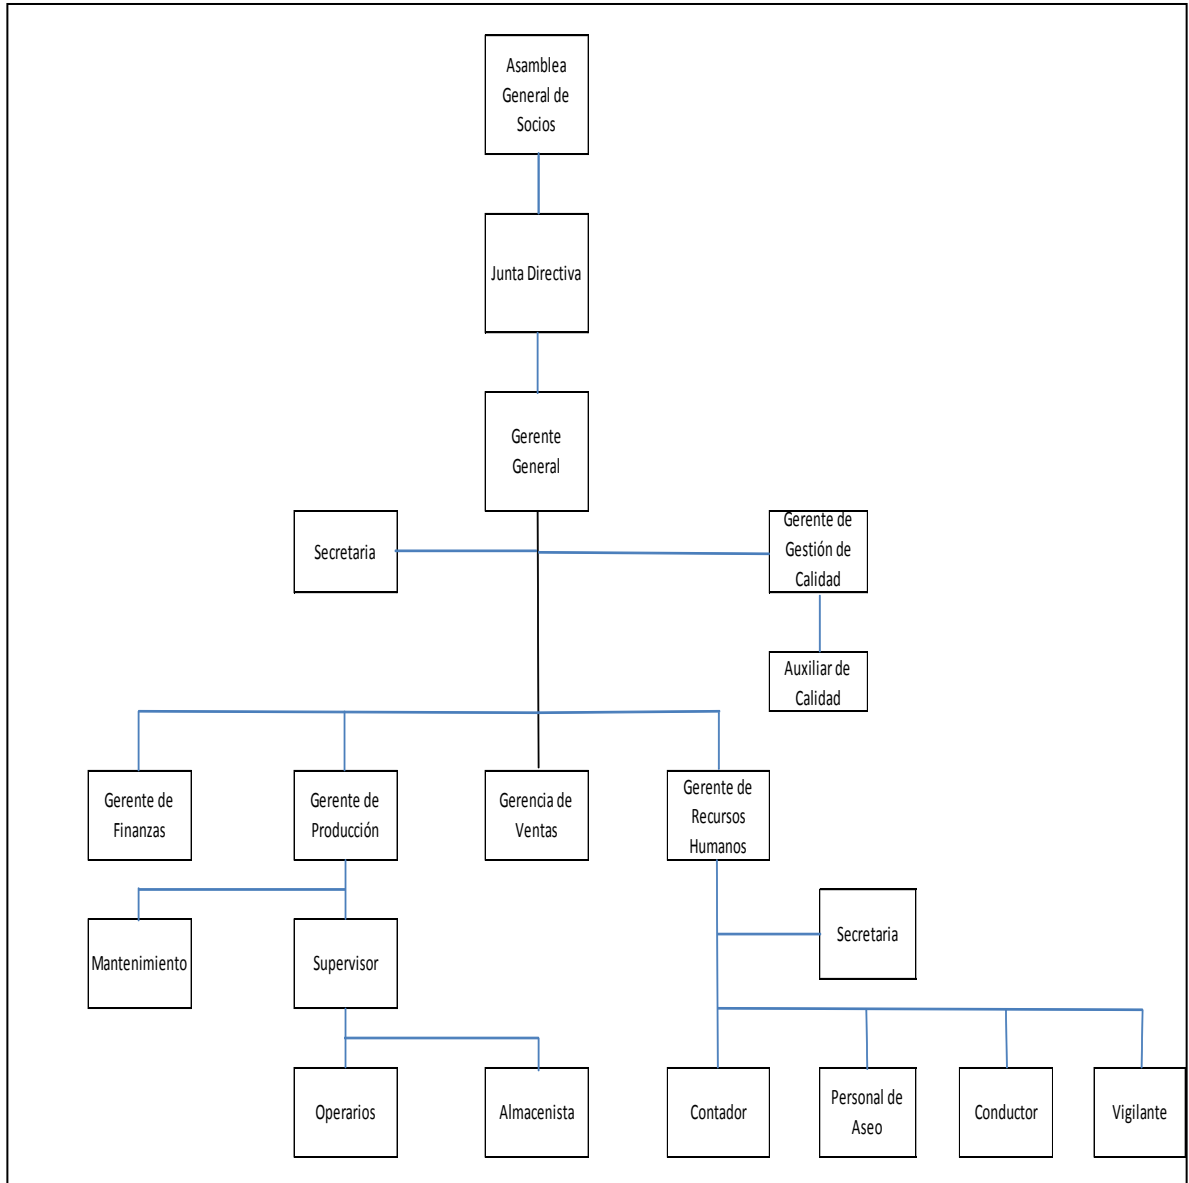 Asamblea
General de
Socios
Junta Directiva
Gerente
General
Secretaria
Gerente de
Gestión de
Calidad
Auxiliar de
Calidad
Gerente de
Finanzas
Gerente de
Producción
Gerencia de
Ventas
Gerente de
Recursos
Humanos
Mantenimiento
Supervisor
Secretaria
Operarios
Almacenista
Contador
Personal de
Aseo
Conductor
Vigilante